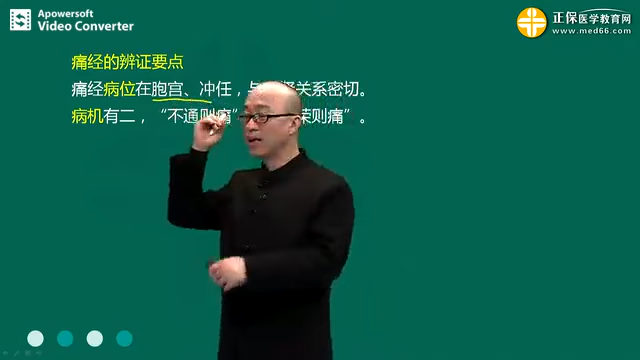 Apowersoft
Video Converter
正保医学教育网
www.med66.com
痛经的辨证要点
痛经病位在胞宫、冲任，与 关系密切。
病机有二，“不通则痛” 荣则痛”。